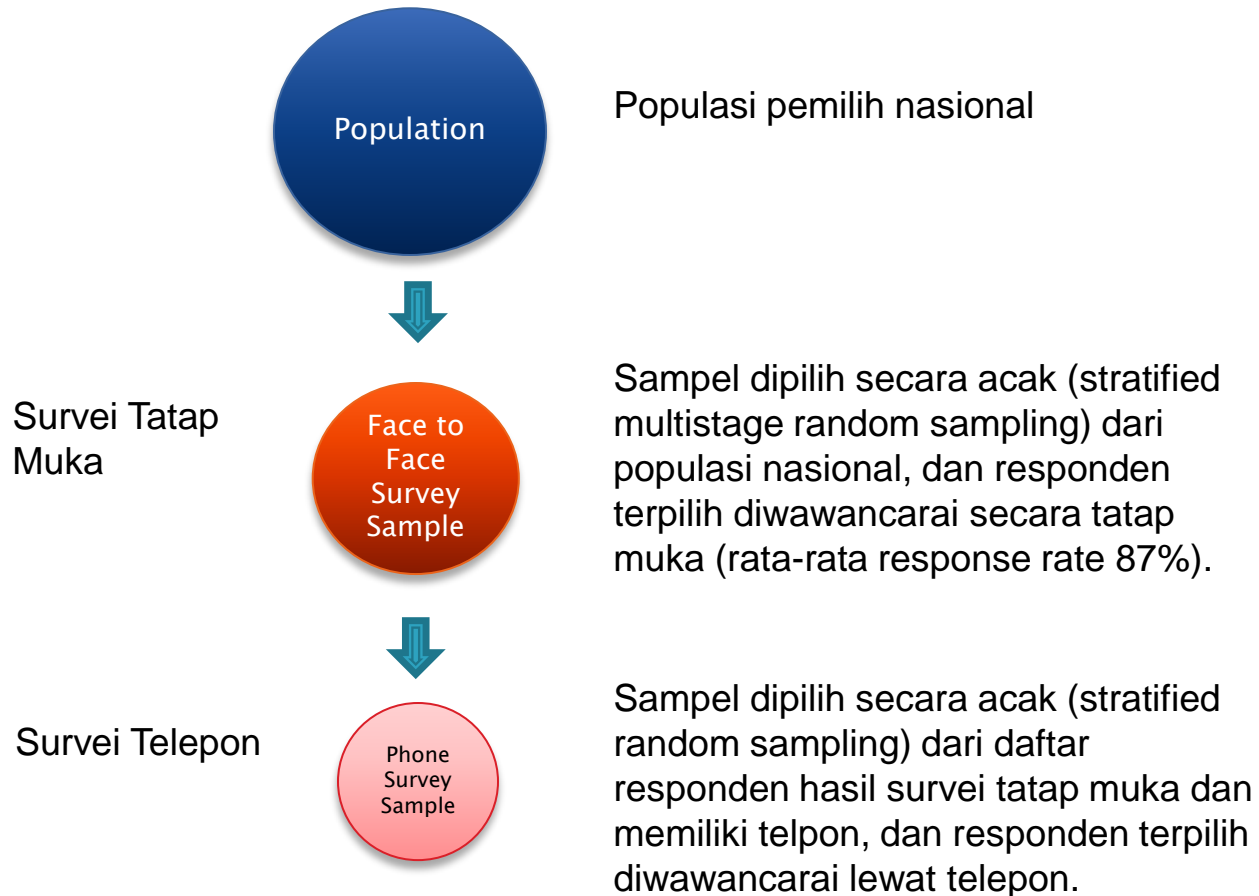 Population
Populasi pemilih nasional
Survei Tatap
Muka
Face to
Face
Survey
Sample
Sampel dipilih secara acak (stratified
multistage random sampling) dari
populasi nasional, dan responden
terpilih diwawancarai secara tatap
muka (rata-rata response rate 87%).
Survei Telepon
Phone
Survey
Sample
Sampel dipilih secara acak (stratified
random sampling) dari daftar
responden hasil survei tatap muka dan
memiliki telpon, dan responden terpilih
diwawancarai lewat telepon.